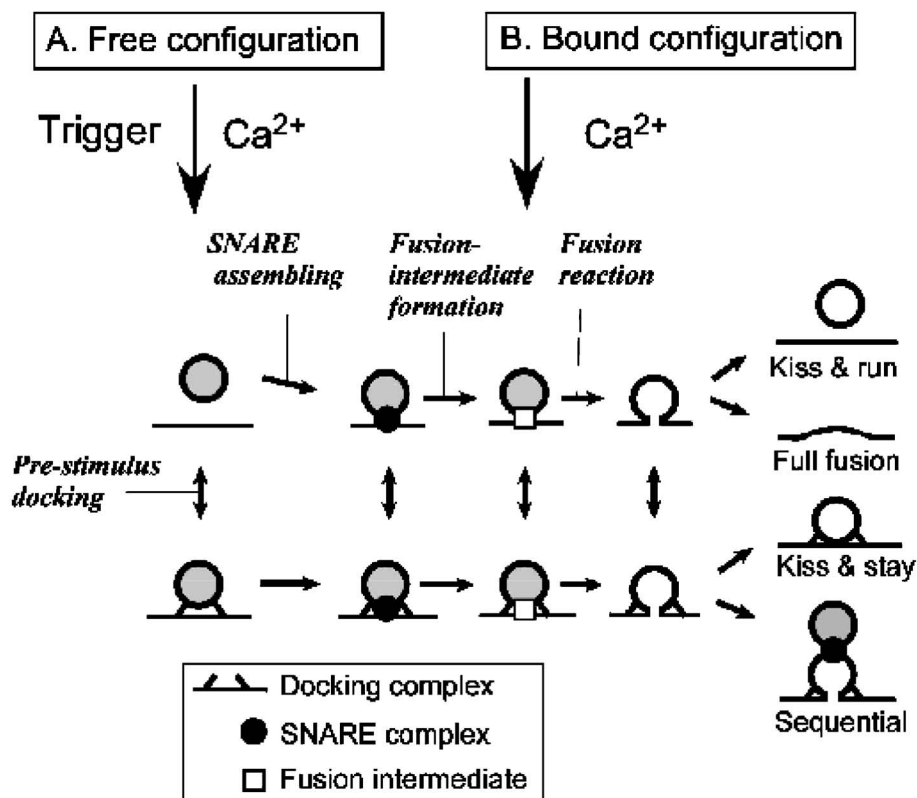 A. Free configuration
B. Bound configuration
Trigger
Ca2+
Ca2+
SNARE
assembling
Fusion-
intermediate
formation
Fusion
reaction
Kiss & run
Full fusion
Pre-stimulus
docking
Kiss & stay
Sequential
Docking complex
SNARE complex
Fusion intermediate